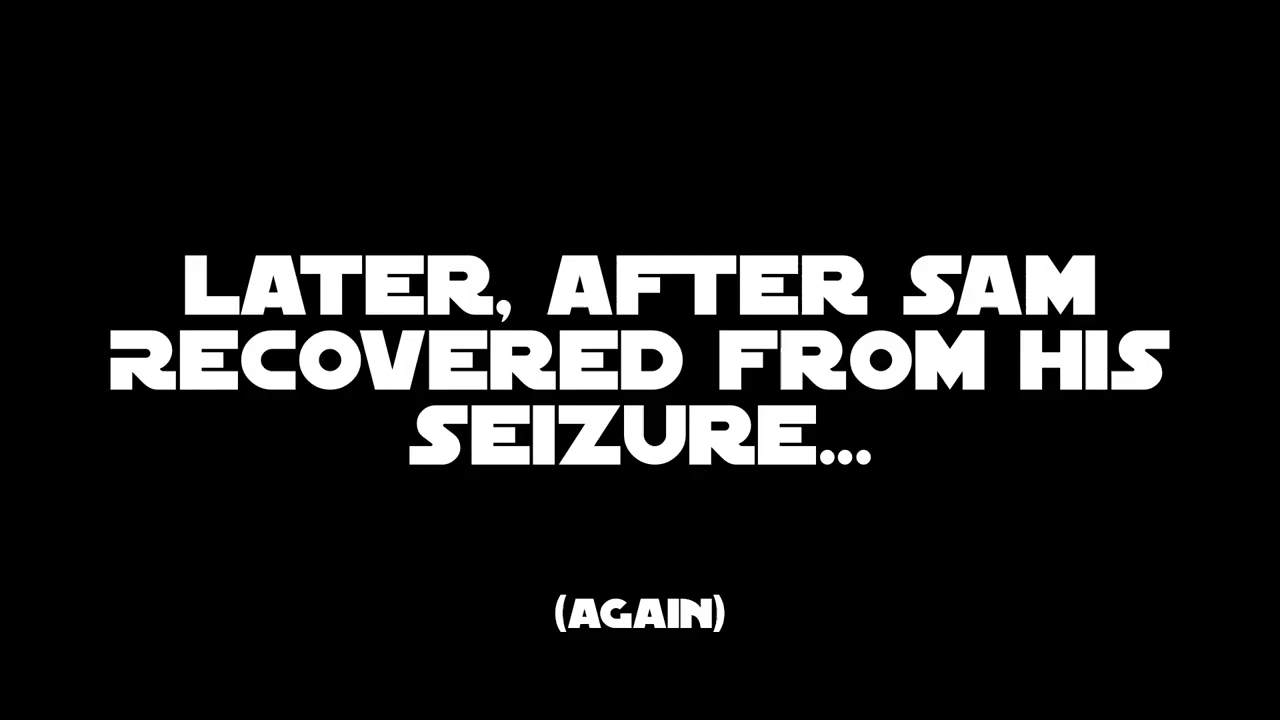 LATER, AFTER SAM
RECOVERED FROM HIS
SEIZURE...
(AGAIN)